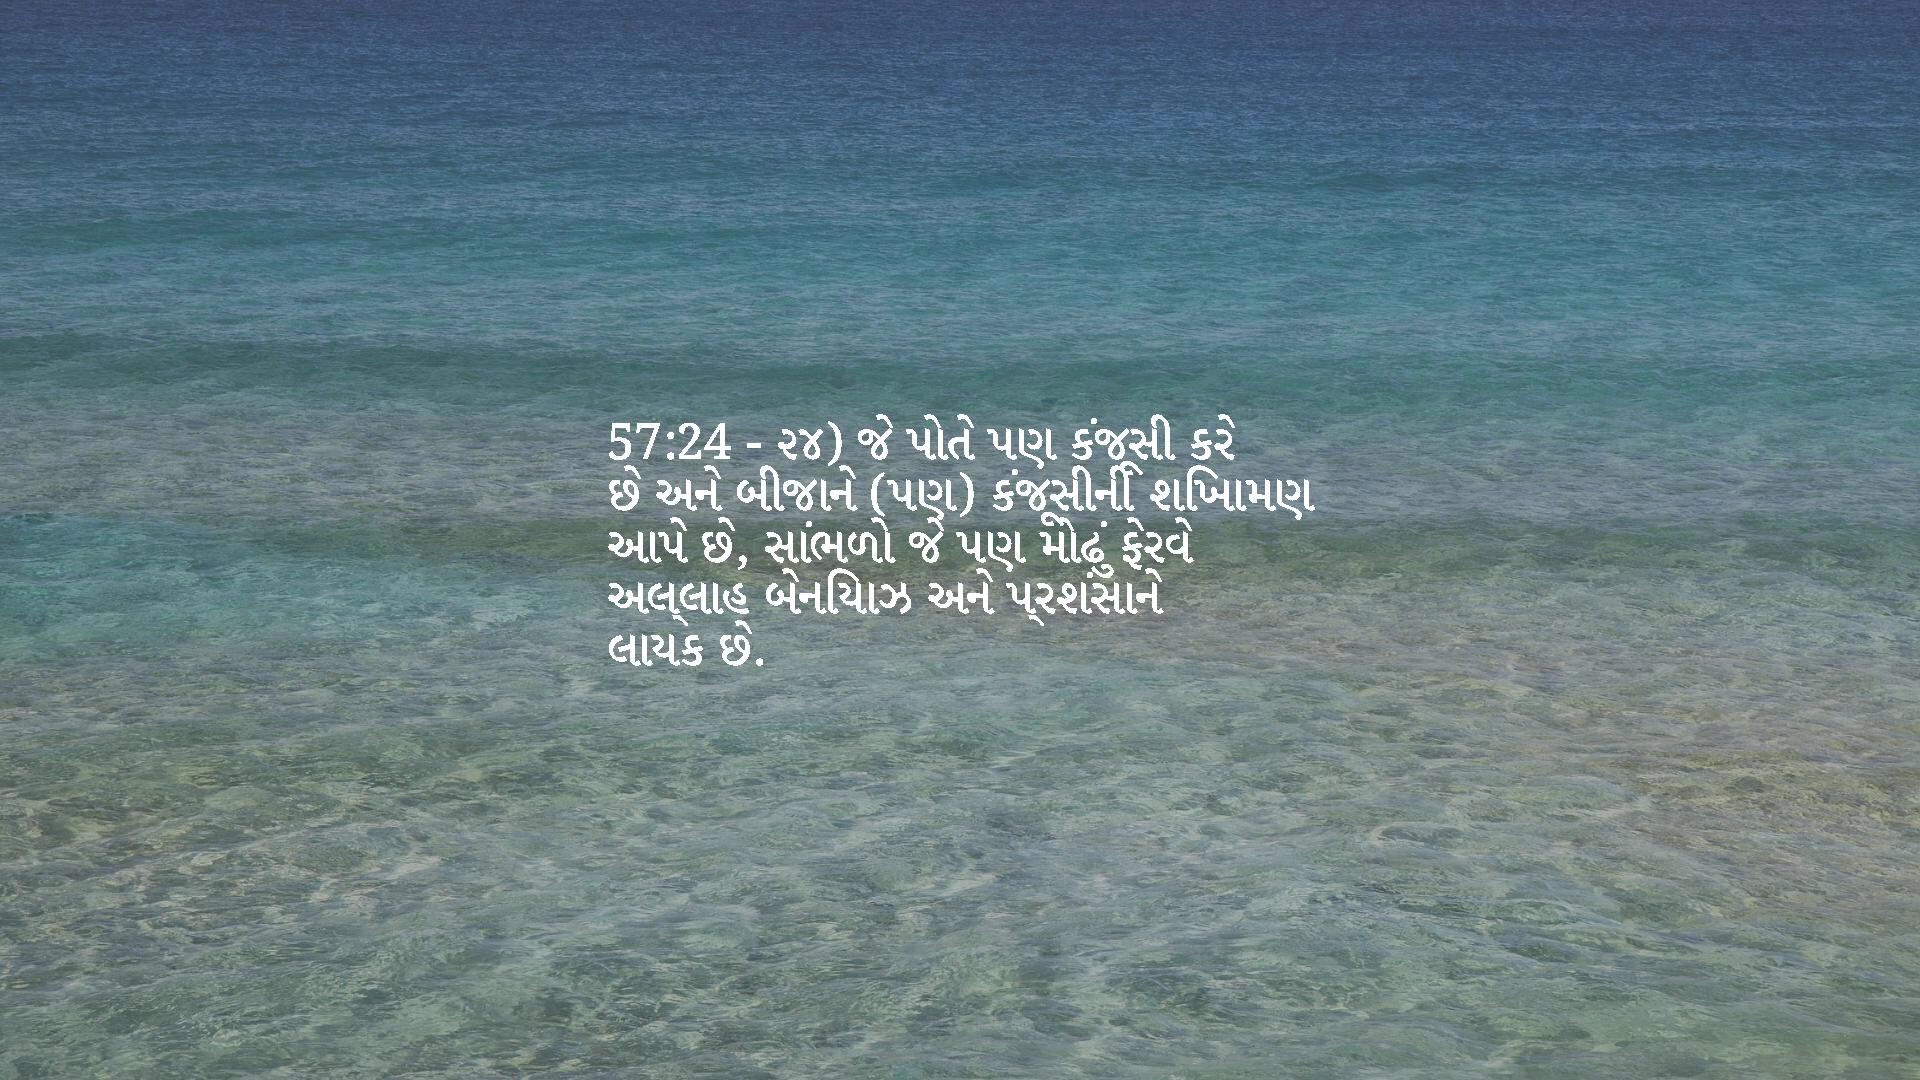 57:24 - ૨૪) જે પોતે પણ કંજૂસી કરે
છે અને બીજાને (પણ) કંજૂસીની શિખામણ
આપે છે, સાંભળો જે પણ મોઢું ફેરવે
અલ્લાહ બેનિયાઝ અને પ્રશંસાને
લાયક છે.